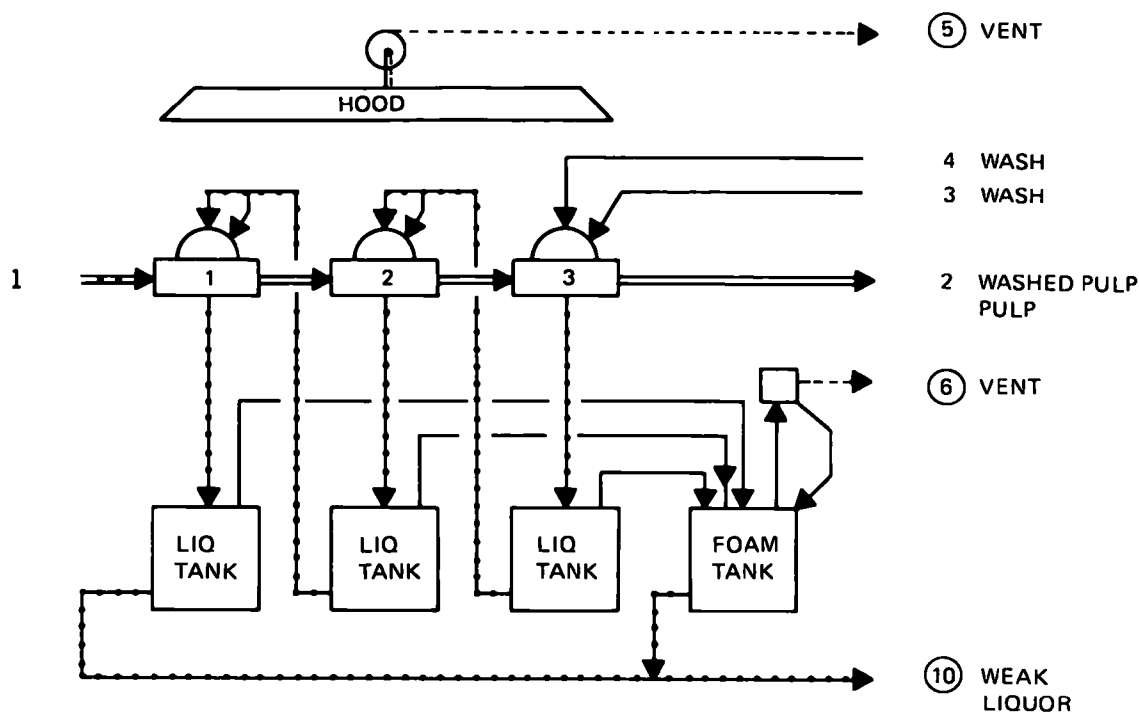 5 VENT
HOOD
4 WASH
3 WASH
1
1
2
3
2 WASHED PULP
PULP
6 VENT
LIQ
TANK
LIQ
TANK
LIQ
TANK
FOAM
TANK
10 WEAK
LIQUOR